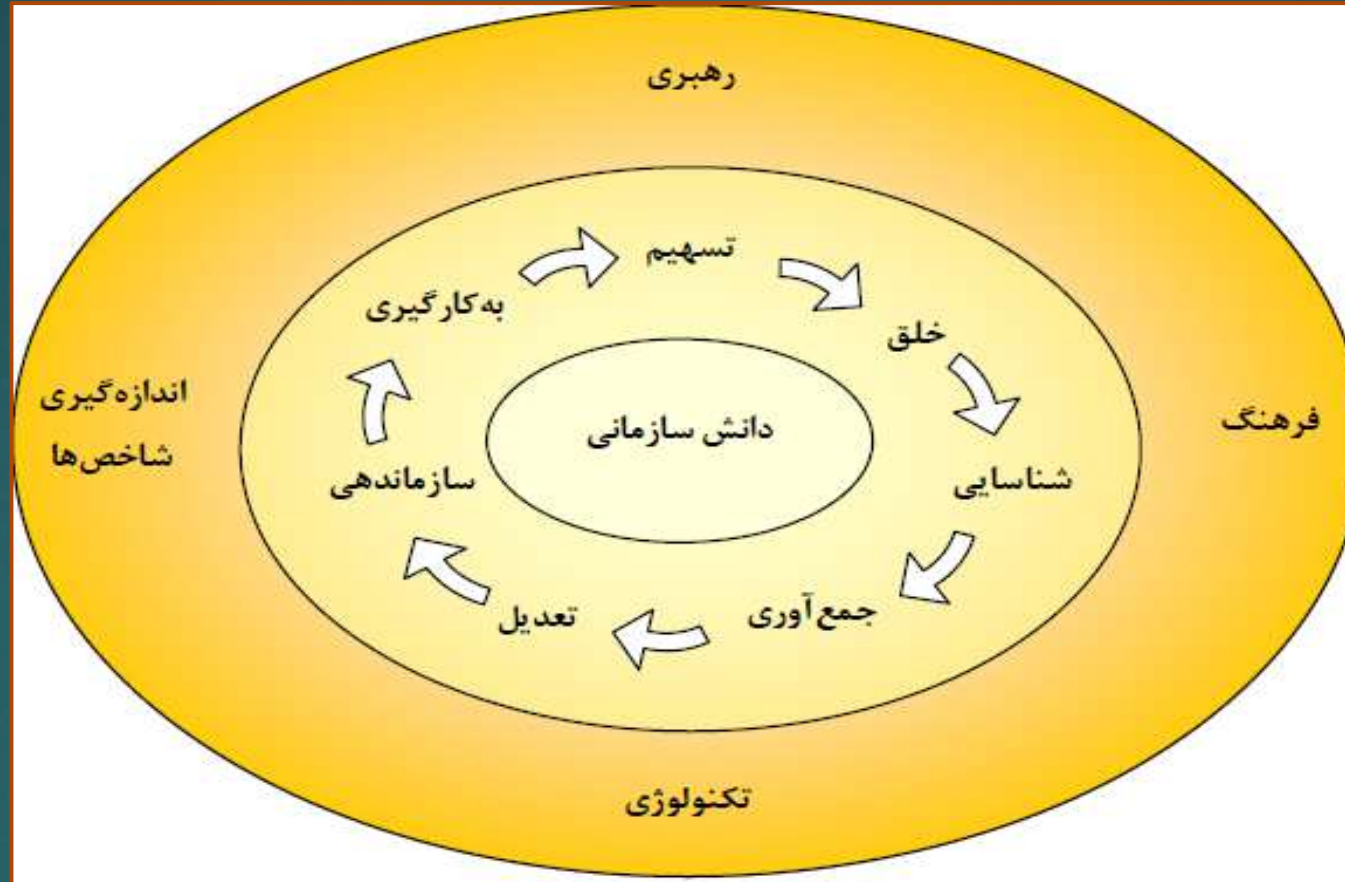 رهبری
تسهیم
خلق
به‌کارگیری
اندازه‌گیری
شاخص‌ها
دانش سازمانی
فرهنگ
شناسایی
سازماندهی
جمع‌آوری
تعدیل
تکنولوژی